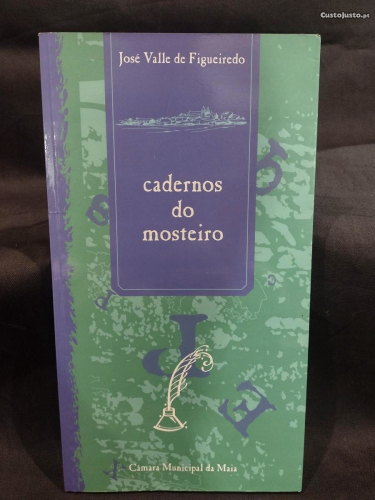 CustoJusto.pt
José Valle de Figueiredo
cadernos
do
mosteiro
Câmara Municipal da Maia